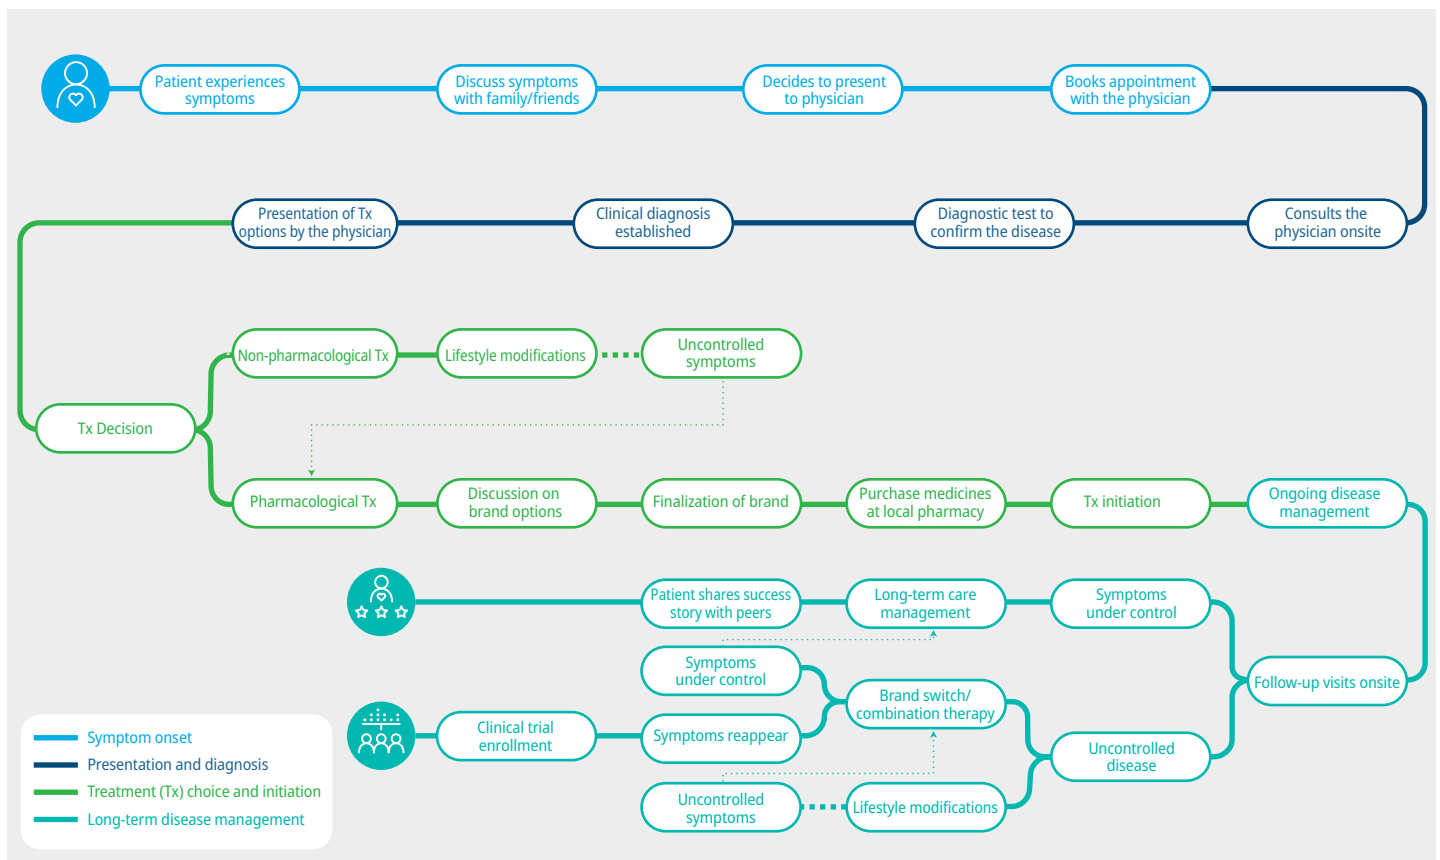 Patient experiences
symptoms
Discuss symptoms
with family/friends
Decides to present
to physician
Books appointment
with the physician
Presentation of Tx
options by the physician
Clinical diagnosis
established
Diagnostic test to
confirm the disease
Consults the
physician onsite
Non-pharmacological Tx
Lifestyle modifications
Uncontrolled
symptoms
Tx Decision
Pharmacological Tx
Discussion on
brand options
Finalization of brand
Purchase medicines
at local pharmacy
Tx initiation
Ongoing disease
management
Patient shares success
story with peers
Long-term care
management
Symptoms
under control
Symptoms
under control
Follow-up visits onsite
Brand switch/
combination therapy
Clinical trial
enrollment
Symptoms reappear
Uncontrolled
disease
Uncontrolled
symptoms
Lifestyle modifications
Symptom onset
Presentation and diagnosis
Treatment (Tx) choice and initiation
Long-term disease management